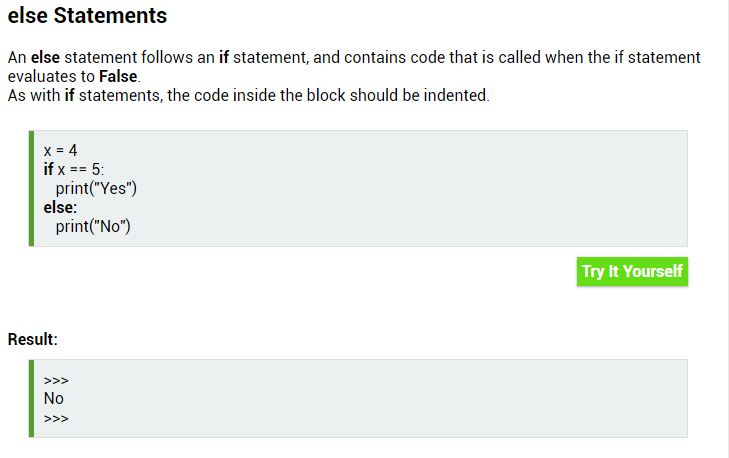 else Statements
An else statement follows an if statement, and contains code that is called when the if statement
evaluates to False.
As with if statements, the code inside the block should be indented.
x = 4
if x == 5:
   print("Yes")
else:
   print("No")
Try It Yourself
Result:
>>>
No
>>>